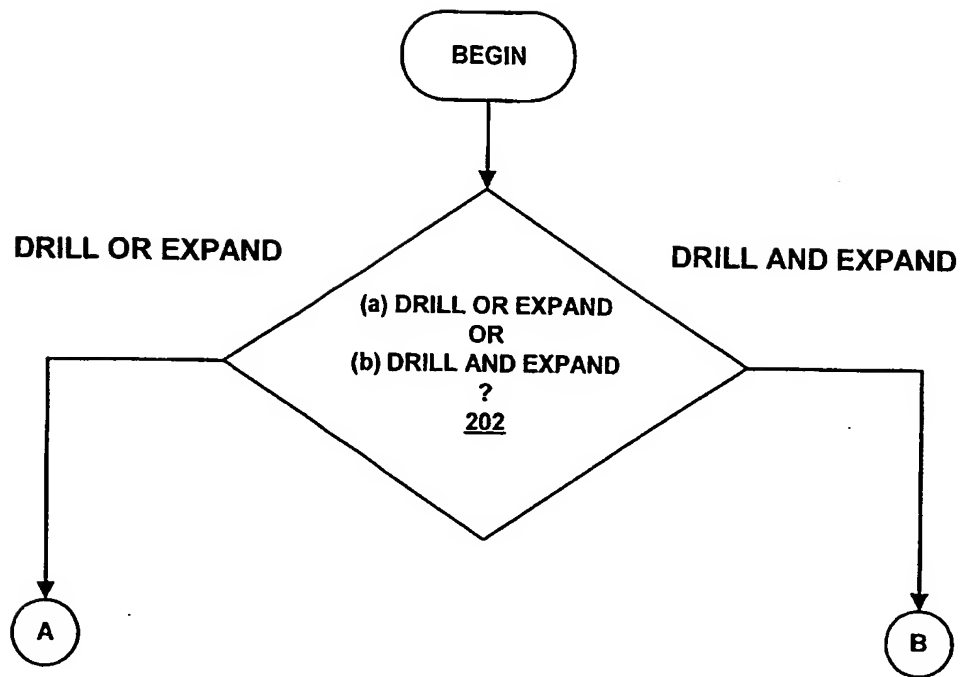 BEGIN
DRILL OR EXPAND
DRILL AND EXPAND
(a) DRILL OR EXPAND
OR
(b) DRILL AND EXPAND
?
202
A
B